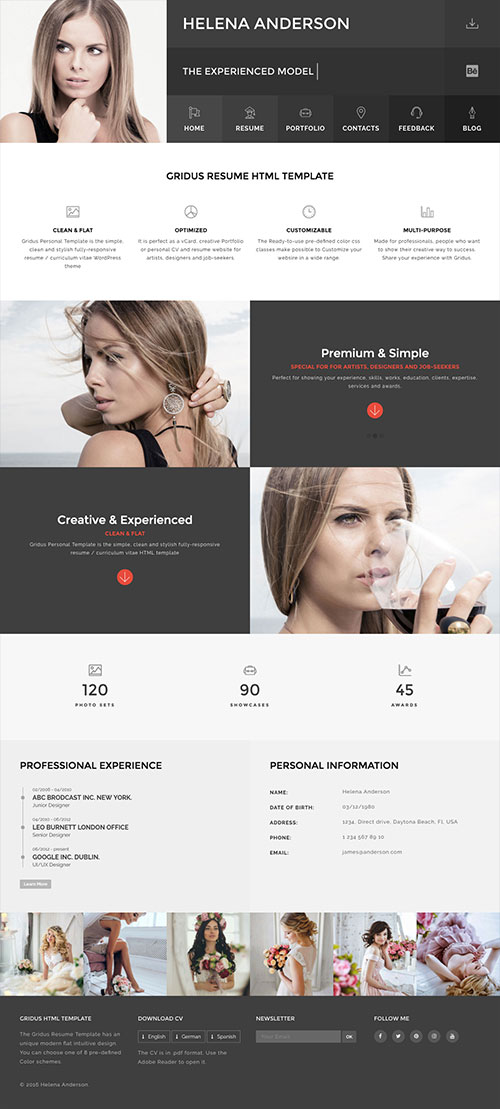 HELENA ANDERSON
THE EXPERIENCED MODEL
Bē
HOME
RESUME
PORTFOLIO
CONTACTS
FEEDBACK
BLOG
GRIDUS RESUME HTML TEMPLATE
CLEAN & FLAT
Gridus Personal Template is the simple,
clean and stylish fully-responsive
resume / curriculum vitae WordPress
theme
OPTIMIZED
It is perfect as a vCard, creative Portfolio
or personal CV and resume website for
artists, designers and job-seekers.
CUSTOMIZABLE
The Ready-to-use pre-defined color css
classes make possible to Customize your
website in a wide range.
MULTI-PURPOSE
Made for professionals, people who want
to show their creative way to success.
Share your experience with Gridus.
Premium & Simple
SPECIAL FOR FOR ARTISTS, DESIGNERS AND JOB-SEEKERS
Perfect for showing your experience, skills, works, education, clients, expertise,
services and awards.
Creative & Experienced
CLEAN & FLAT
Gridus Personal Template is the simple, clean and stylish fully-responsive
resume / curriculum vitae HTML template
120
PHOTO SETS
90
SHOWCASES
45
AWARDS
PROFESSIONAL EXPERIENCE
02/2006 - 04/2010
ABC BRODCAST INC. NEW YORK.
Junior Designer
04/2010 - 06/2012
LEO BURNETT LONDON OFFICE
Senior Designer
06/2012 - present
GOOGLE INC. DUBLIN.
UI/UX Designer
Learn More
PERSONAL INFORMATION
NAME: Helena Anderson
DATE OF BIRTH: 03/12/1980
ADDRESS: 1234, Direct drive, Daytona Beach, Fl, USA
PHONE: 1 234 567 89 10
EMAIL: james@anderson.com
GRIDUS HTML TEMPLATE
The Gridus Resume Template has an
unique modern flat intuitive design.
You can choose one of 8 pre-defined
Color schemes
© 2016 Helena Anderson.
DOWNLOAD CV
English
German
Spanish
The CV is in .pdf format. Use the
Adobe Reader to open it.
NEWSLETTER
Your Email
OK
FOLLOW ME